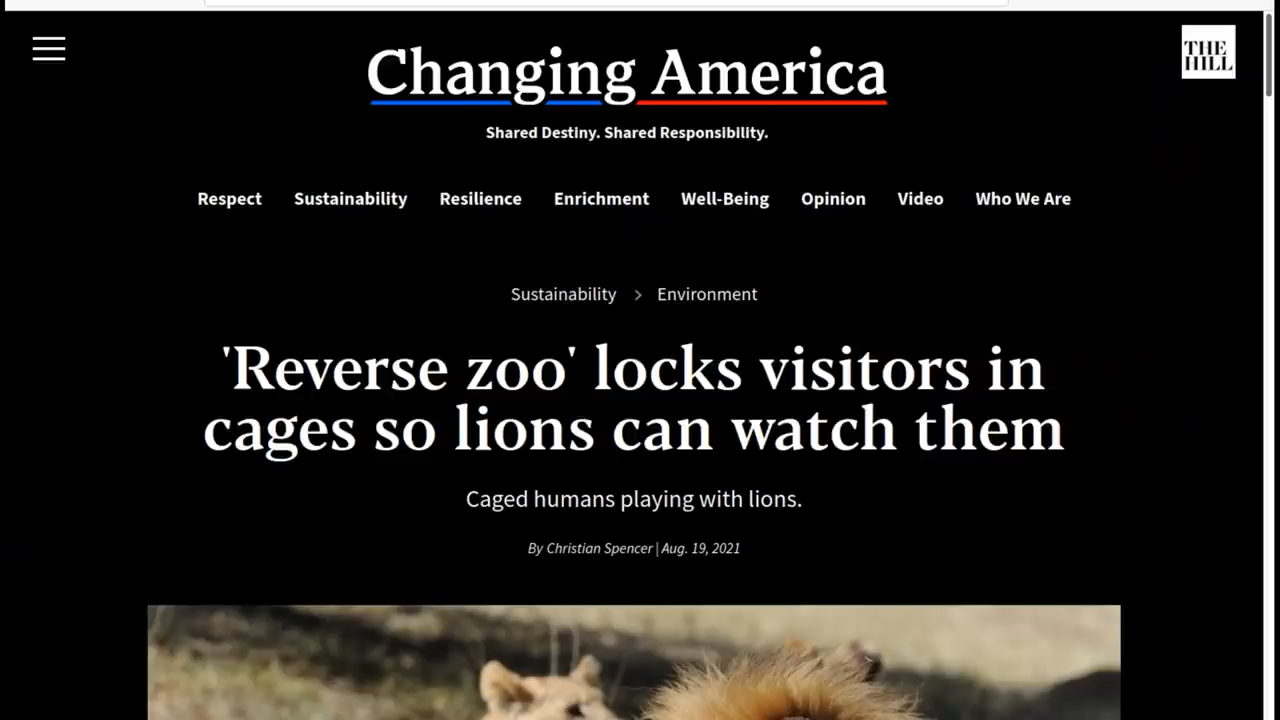 Changing America
THE
HILL
Shared Destiny. Shared Responsibility.
Respect Sustainability Resilience Enrichment Well-Being Opinion Video Who We Are
Sustainability > Environment
'Reverse zoo' locks visitors in
cages so lions can watch them
Caged humans playing with lions.
By Christian Spencer | Aug. 19, 2021